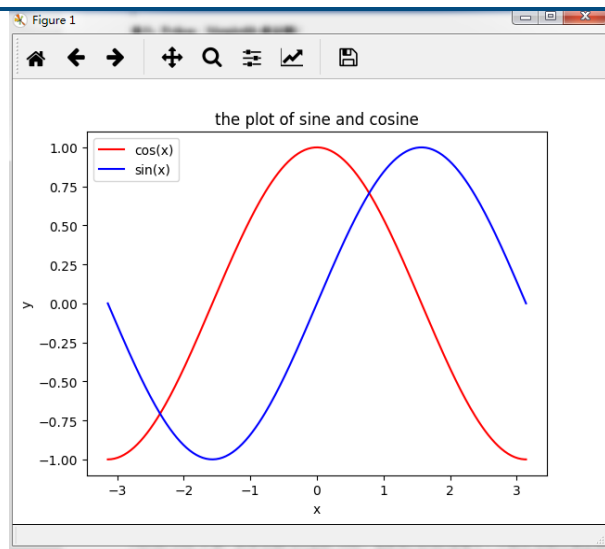 Figure 1
the plot of sine and cosine
cos(x)
sin(x)
1.00
0.75
0.50
0.25
0.00
−0.25
−0.50
−0.75
−1.00
y
−3 −2 −1 0 1 2 3
x